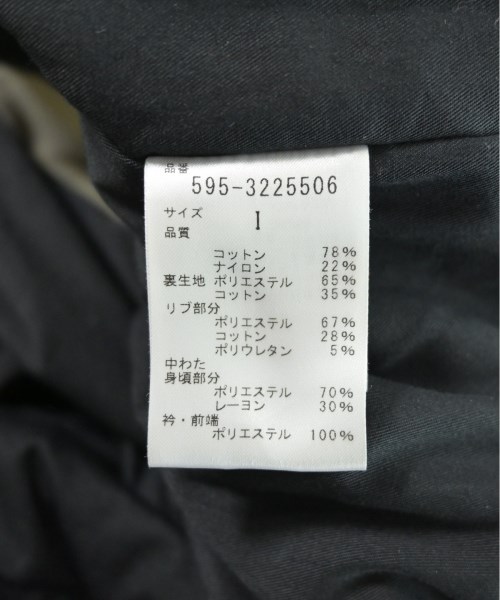 品番
595-3225506
サイズ I
品質
コットン 78%
ナイロン 22%
裏生地 ポリエステル 65%
コットン 35%
リブ部分
ポリエステル 67%
コットン 28%
ポリウレタン 5%
中わた
身頃部分
ポリエステル 70%
レーヨン 30%
衿・前端
ポリエステル 100%